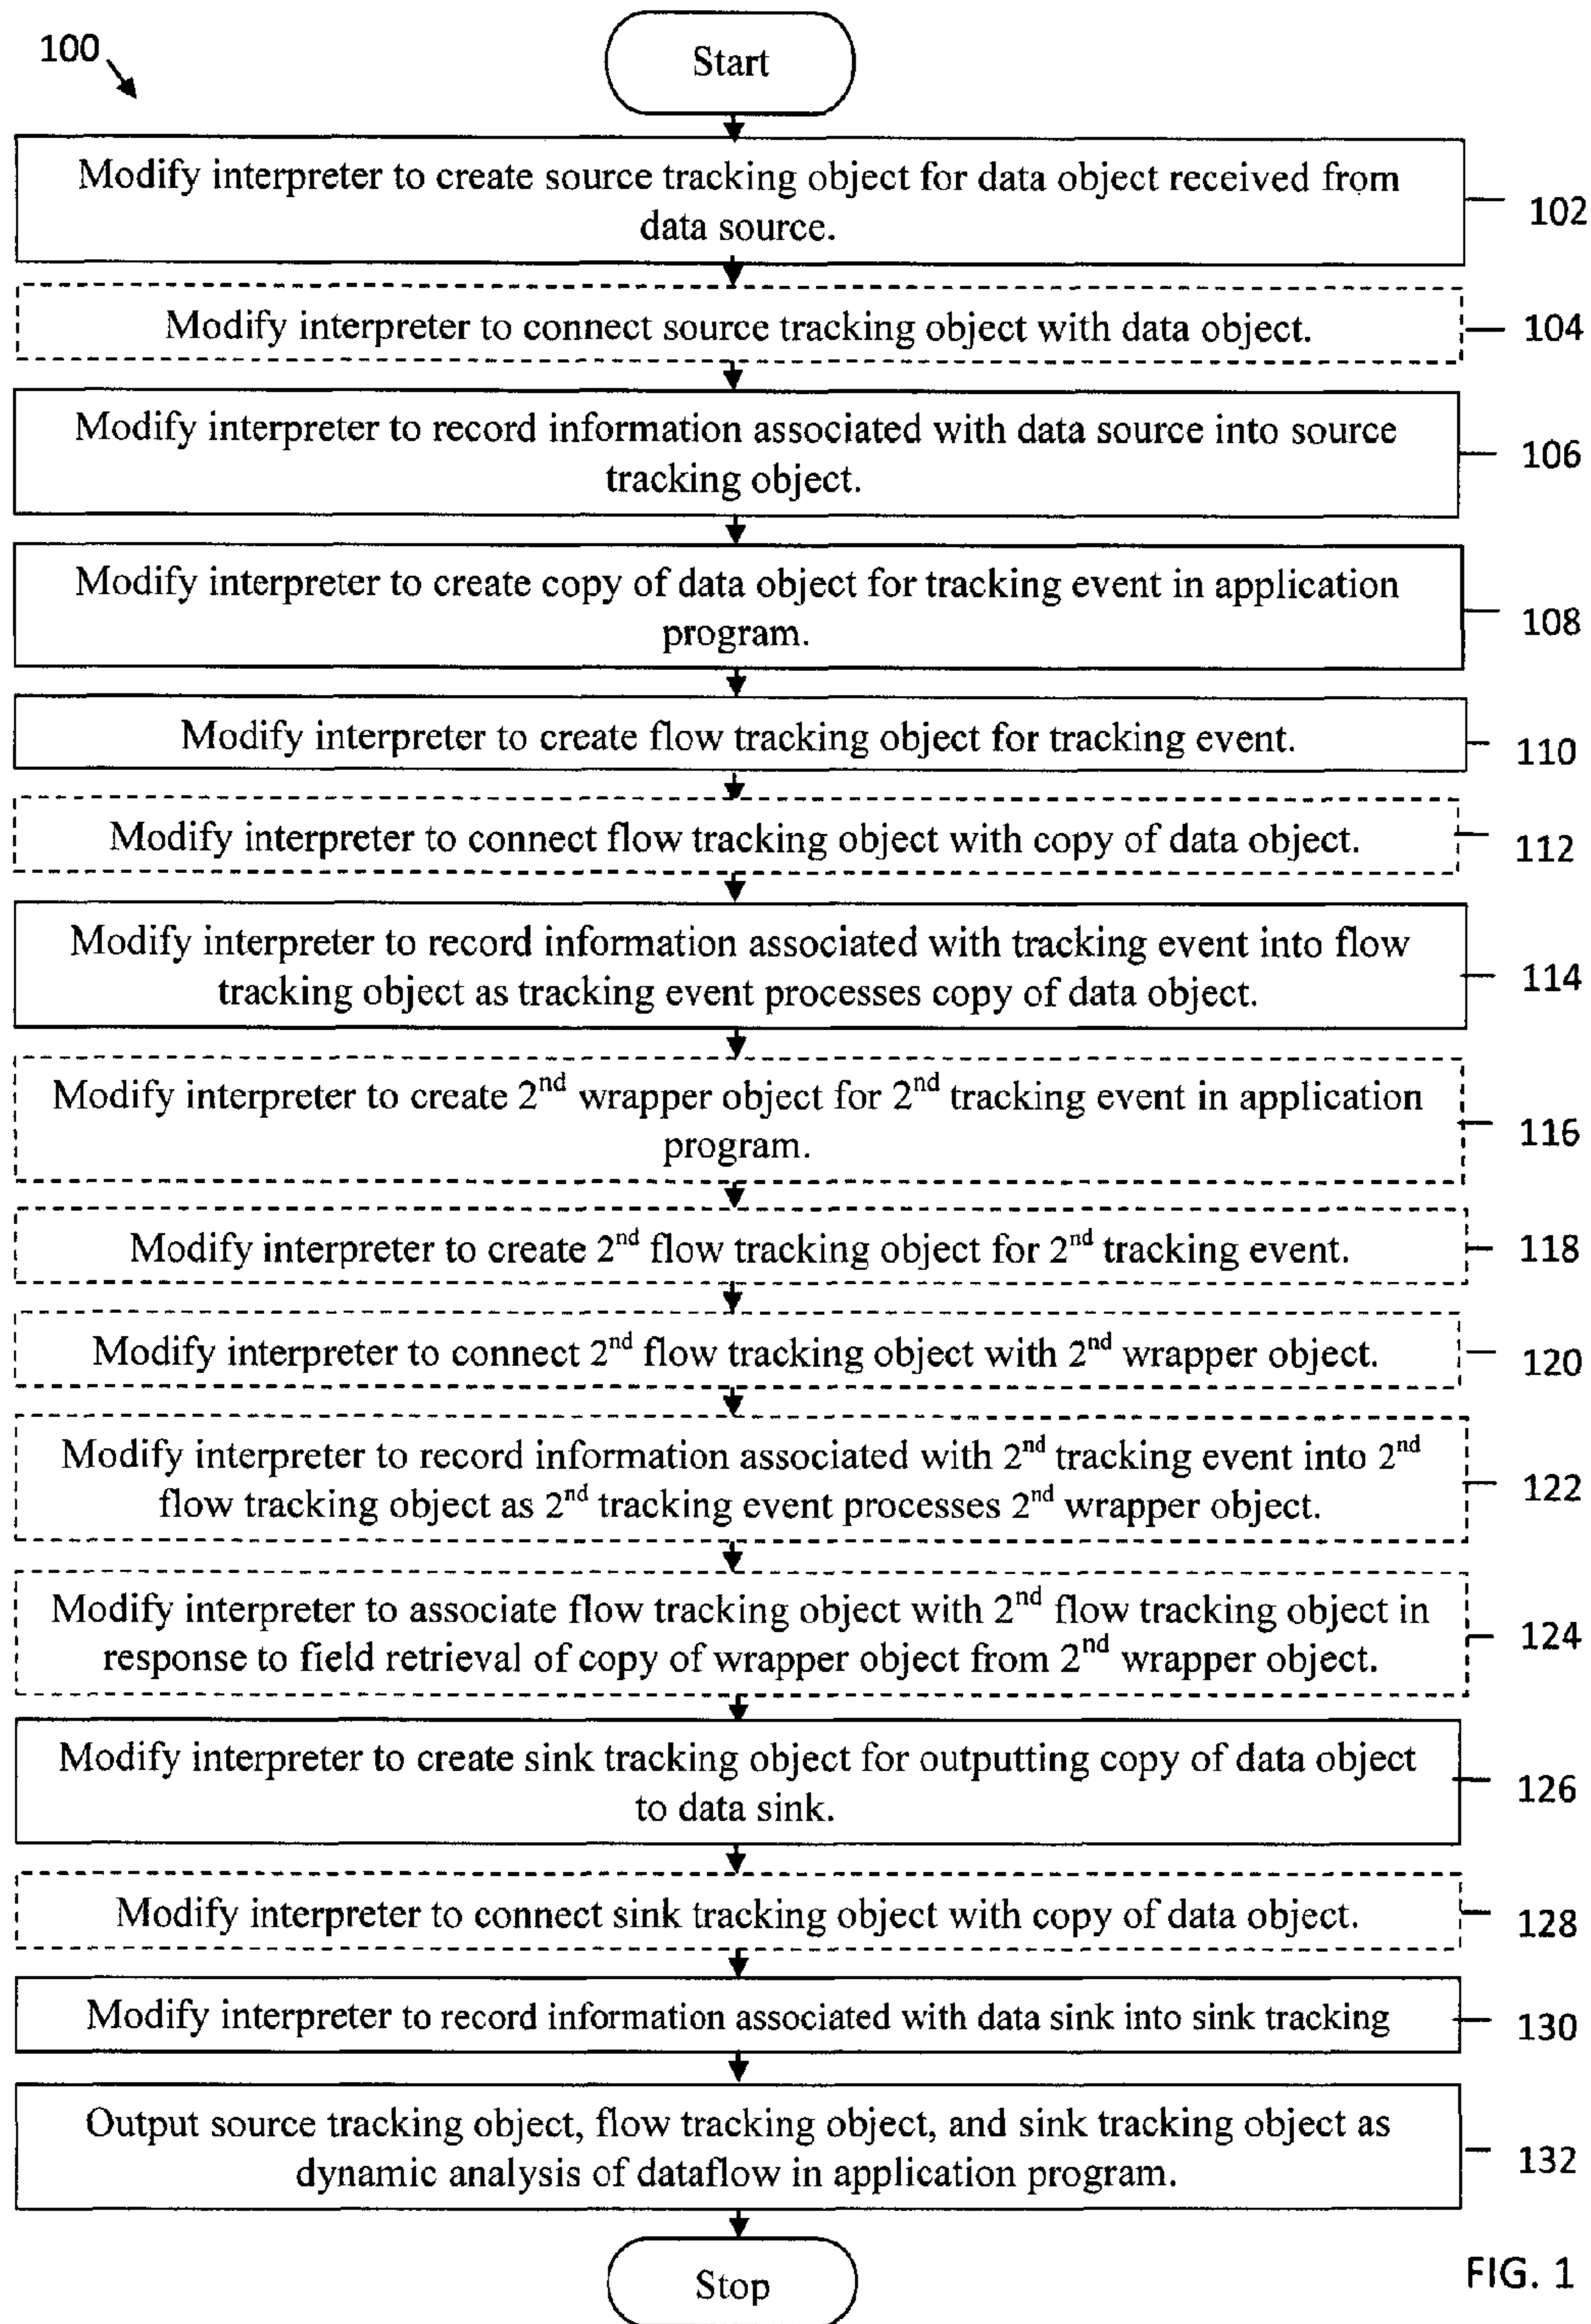 100
Start
Modify interpreter to create source tracking object for data object received from
data source.
102
Modify interpreter to connect source tracking object with data object.
104
Modify interpreter to record information associated with data source into source
tracking object.
106
Modify interpreter to create copy of data object for tracking event in application
program.
108
Modify interpreter to create flow tracking object for tracking event.
110
Modify interpreter to connect flow tracking object with copy of data object.
112
Modify interpreter to record information associated with tracking event into flow
tracking object as tracking event processes copy of data object.
114
Modify interpreter to create 2nd wrapper object for 2nd tracking event in application
program.
116
Modify interpreter to create 2nd flow tracking object for 2nd tracking event.
118
Modify interpreter to connect 2nd flow tracking object with 2nd wrapper object.
120
Modify interpreter to record information associated with 2nd tracking event into 2nd
flow tracking object as 2nd tracking event processes 2nd wrapper object.
122
Modify interpreter to associate flow tracking object with 2nd flow tracking object in
response to field retrieval of copy of wrapper object from 2nd wrapper object.
124
Modify interpreter to create sink tracking object for outputting copy of data object
to data sink.
126
Modify interpreter to connect sink tracking object with copy of data object.
128
Modify interpreter to record information associated with data sink into sink tracking
130
Output source tracking object, flow tracking object, and sink tracking object as
dynamic analysis of dataflow in application program.
132
Stop
FIG. 1